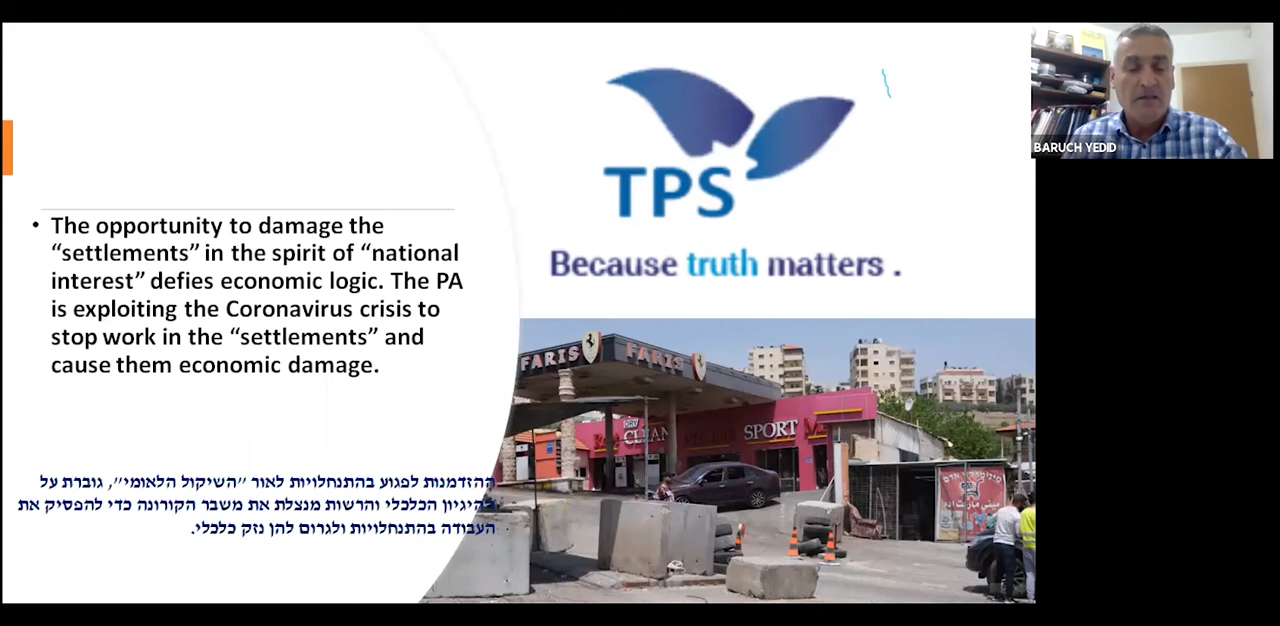 TPS
Because truth matters .
BARUCH YEDID
• The opportunity to damage the
“settlements” in the spirit of “national
interest” defies economic logic. The PA
is exploiting the Coronavirus crisis to
stop work in the “settlements” and
cause them economic damage.
ההזדמנות לפגוע בהתנחלויות לאור ״השיקול הלאומי״, גוברת על
ההיגיון הכלכלי והרשות מנצלת את משבר הקורונה כדי להפסיק את
העבודה בהתנחלויות ולגרום להן נזק כלכלי.
FARIS FARIS
DRY
CLEAN
SPORT